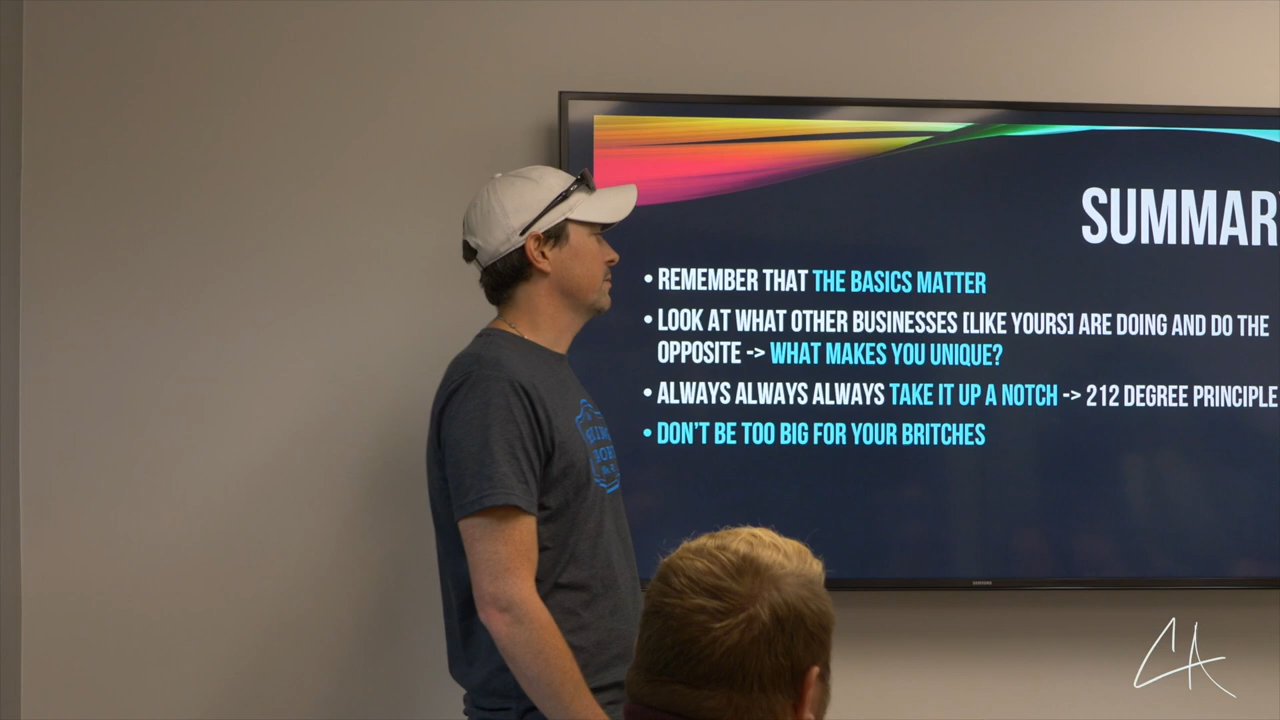 SUMMAR
• REMEMBER THAT THE BASICS MATTER
• LOOK AT WHAT OTHER BUSINESSES [LIKE YOURS] ARE DOING AND DO THE
OPPOSITE -> WHAT MAKES YOU UNIQUE?
• ALWAYS ALWAYS ALWAYS TAKE IT UP A NOTCH -> 212 DEGREE PRINCIPLE
• DON'T BE TOO BIG FOR YOUR BRITCHES
SAMSUNG
CA